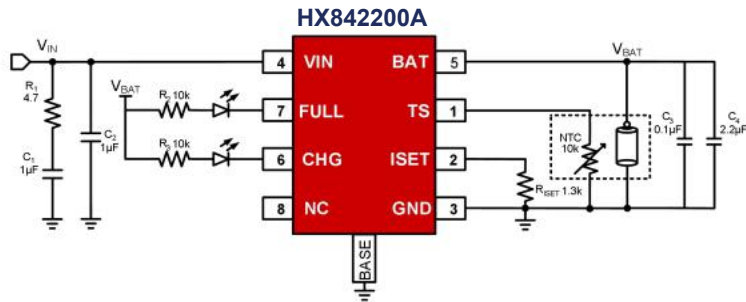 HX842200A
VIN
R1
4.7
C1
1μF
C2
1μF
VBAT
R2 10k
R3 10k
4 VIN
7 FULL
6 CHG
8 NC
BAT 5
TS 1
ISET 2
GND 3
BASE
VBAT
NTC
10k
RISET 1.3k
C3
0.1μF
C4
2.2μF